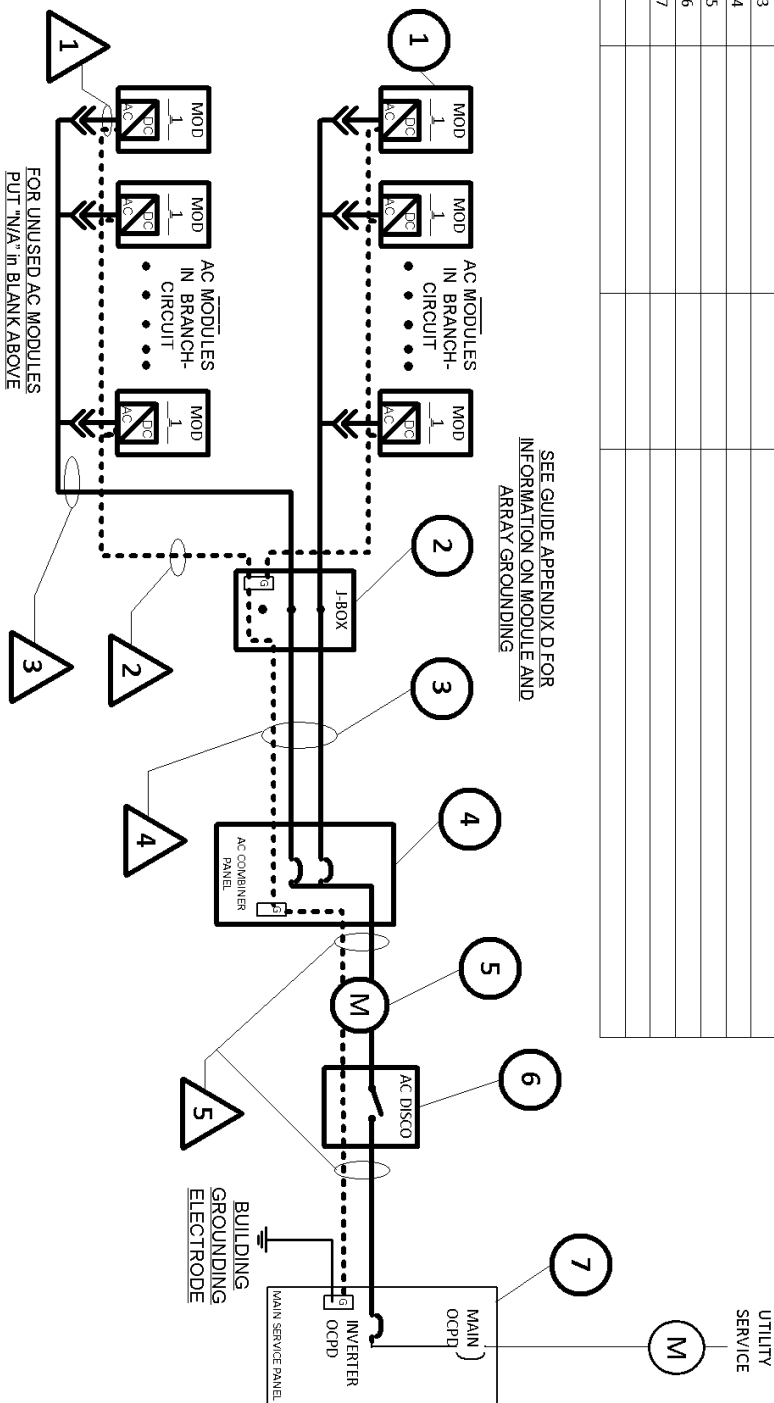 3
4
5
6
7
UTILITY
SERVICE
M
SEE GUIDE APPENDIX D FOR
INFORMATION ON MODULE AND
ARRAY GROUNDING
1
2
3
4
5
6
7
MOD
1
DC
AC
MOD
1
DC
AC
____ AC MODULES
IN BRANCH-
CIRCUIT
MOD
1
DC
AC
J-BOX
G
AC COMBINER
PANEL
G
M
AC DISCO
MAIN
OCPD
INVERTER
OCPD
G
MAIN SERVICE PANEL
BUILDING
GROUNDING
ELECTRODE
MOD
1
DC
AC
MOD
1
DC
AC
____ AC MODULES
IN BRANCH-
CIRCUIT
MOD
1
DC
AC
1
2
3
4
5
FOR UNUSED AC MODULES
PUT "N/A" in BLANK ABOVE